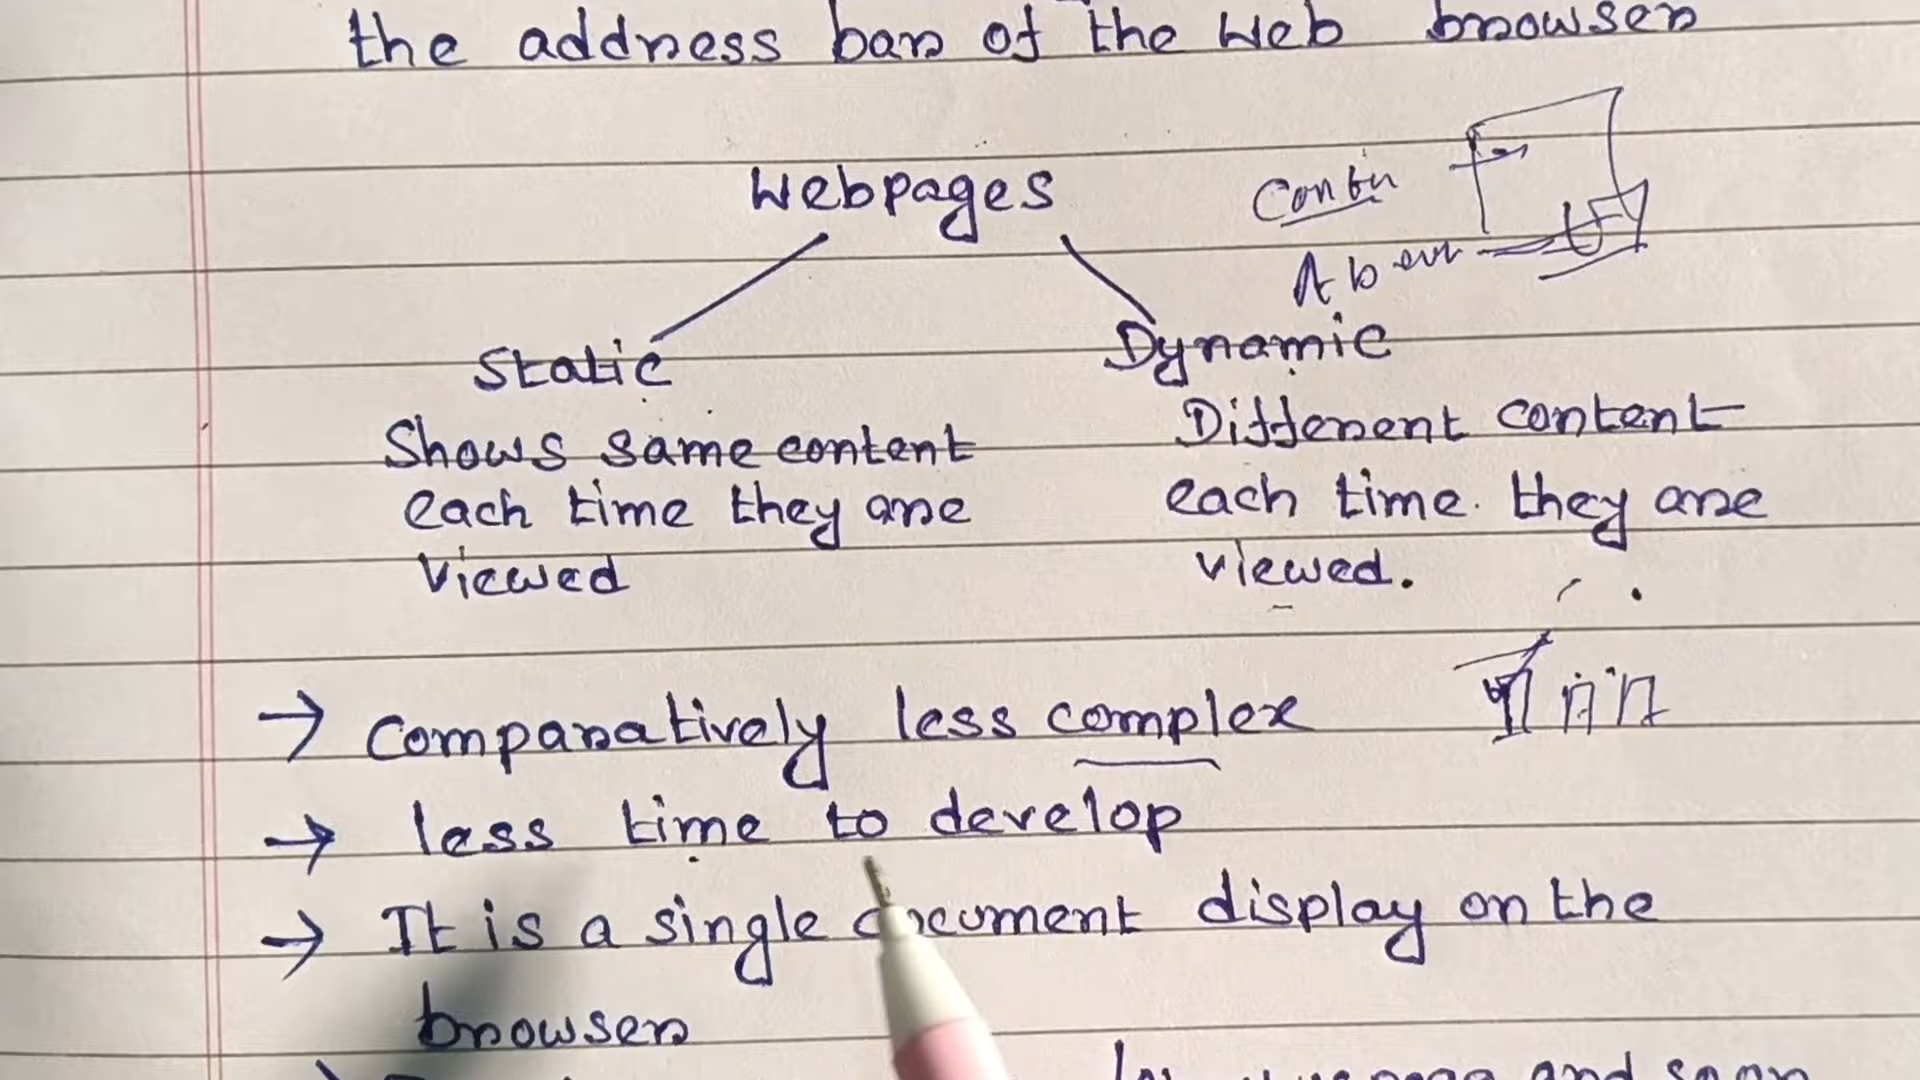 the address bar of the Web browser
Webpages
Static
Dynamic
Shows same content
each time they are
viewed
Different content
each time. they are
viewed.
→ Comparatively less complex
→ less time to develop
→ It is a single document display on the
browser